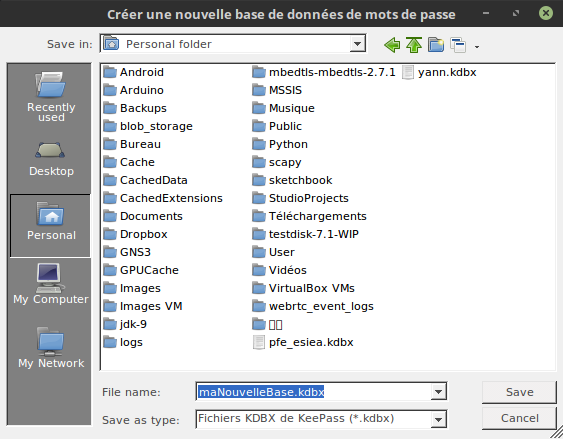 Créer une nouvelle base de données de mots de passe
Save in:
Personal folder
Recently
used
Desktop
Personal
My Computer
My Network
Android
Arduino
Backups
blob_storage
Bureau
Cache
CachedData
CachedExtensions
Documents
Dropbox
GNS3
GPUCache
Images
Images VM
jdk-9
logs
mbedtls-mbedtls-2.7.1
MSSIS
Musique
Public
Python
scapy
sketchbook
StudioProjects
Téléchargements
testdisk-7.1-WIP
User
Vidéos
VirtualBox VMs
webrtc_event_logs
pfe_esiea.kdbx
yann.kdbx
File name:
maNouvelleBase.kdbx
Save
Save as type:
Fichiers KDBX de KeePass (*.kdbx)
Cancel